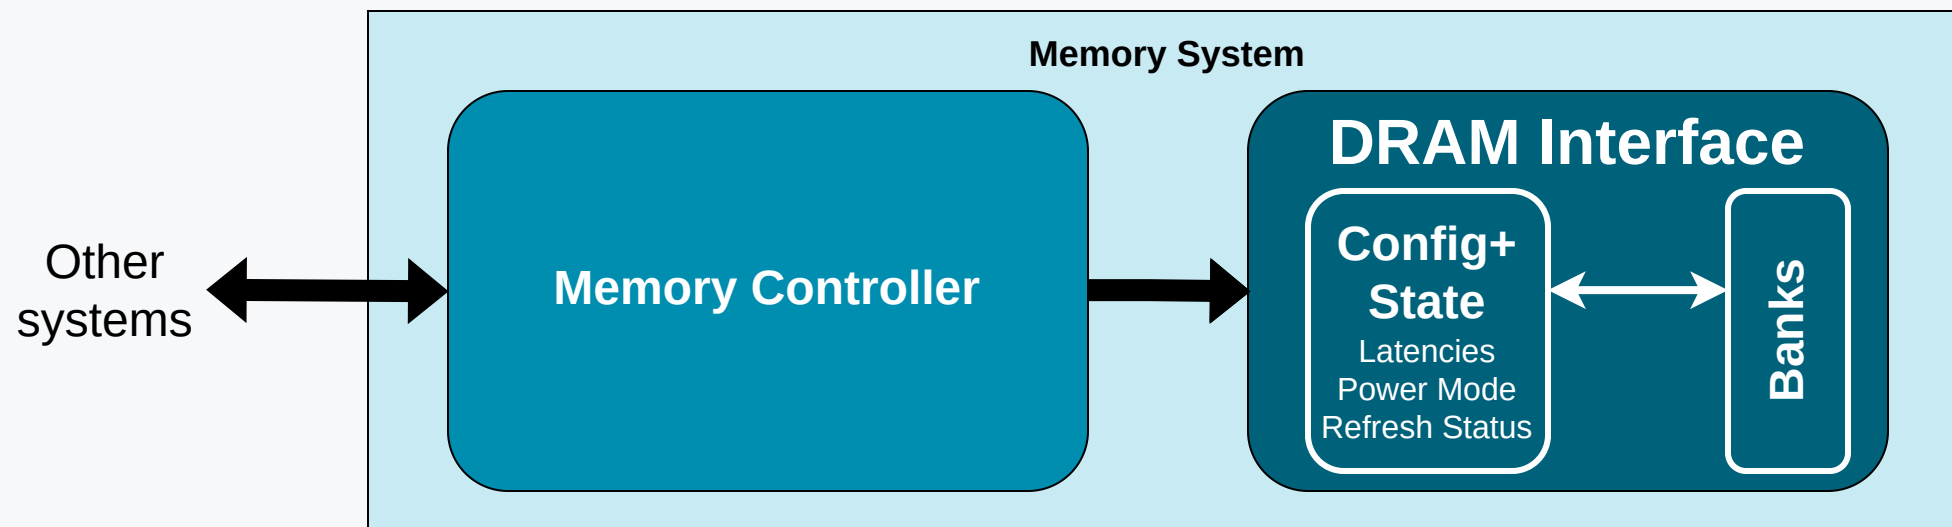 Memory System
Other
systems
Memory Controller
DRAM Interface
Config+
State
Latencies
Power Mode
Refresh Status
Banks